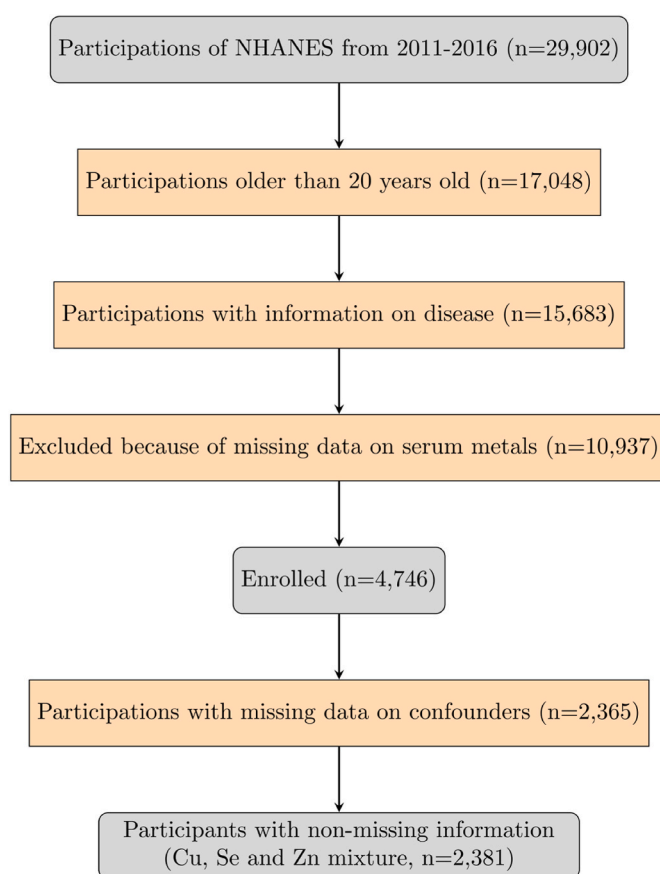 Participations of NHANES from 2011-2016 (n=29,902)
Participations older than 20 years old (n=17,048)
Participations with information on disease (n=15,683)
Excluded because of missing data on serum metals (n=10,937)
Enrolled (n=4,746)
Participations with missing data on confounders (n=2,365)
Participants with non-missing information
(Cu, Se and Zn mixture, n=2,381)